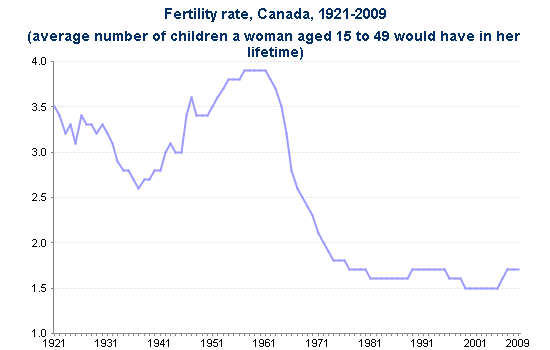 Fertility rate, Canada, 1921-2009
(average number of children a woman aged 15 to 49 would have in her
lifetime)
4.0
3.5
3.0
2.5
2.0
1.5
1.0
1921 1931 1941 1951 1961 1971 1981 1991 2001 2009